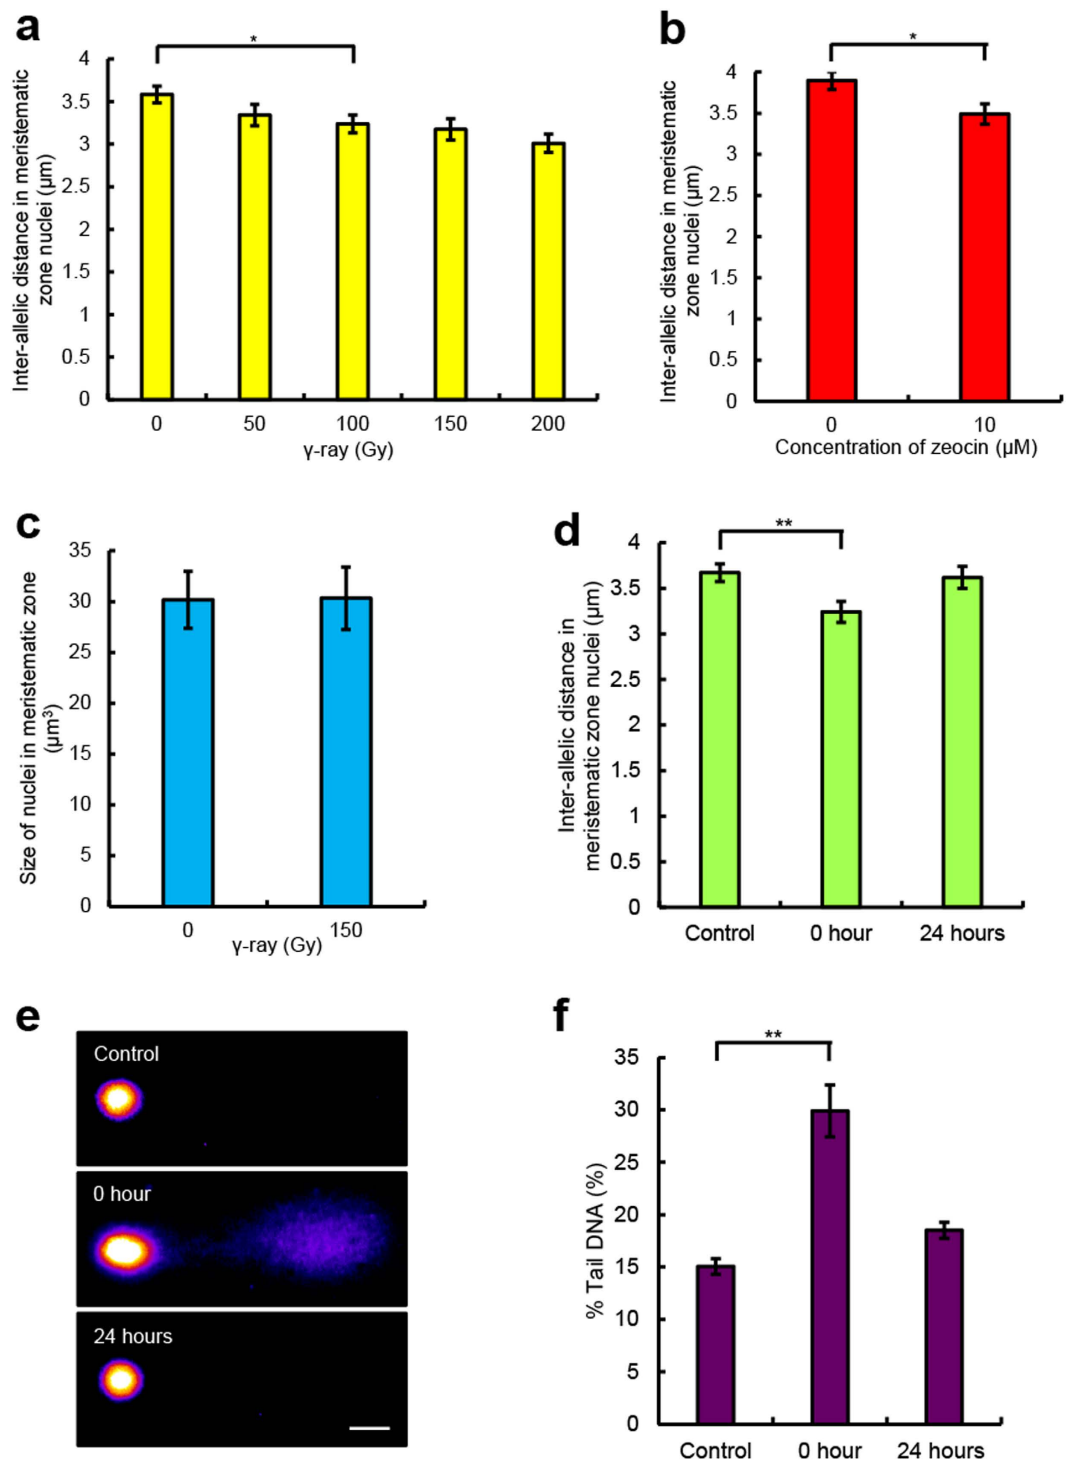 a
*
Inter-allelic distance in meristematic
zone nuclei (µm)
4
3.5
3
2.5
2
1.5
1
0.5
0
0 50 100 150 200
γ-ray (Gy)
b
*
Inter-allelic distance in meristematic
zone nuclei (µm)
4
3.5
3
2.5
2
1.5
1
0.5
0
0 10
Concentration of zeocin (µM)
c
Size of nuclei in meristematic zone
(µm³)
35
30
25
20
15
10
5
0
0 150
γ-ray (Gy)
d
**
Inter-allelic distance in
meristematic zone nuclei (µm)
4
3.5
3
2.5
2
1.5
1
0.5
0
Control 0 hour 24 hours
e
Control
0 hour
24 hours
f
**
% Tail DNA (%)
35
30
25
20
15
10
5
0
Control 0 hour 24 hours